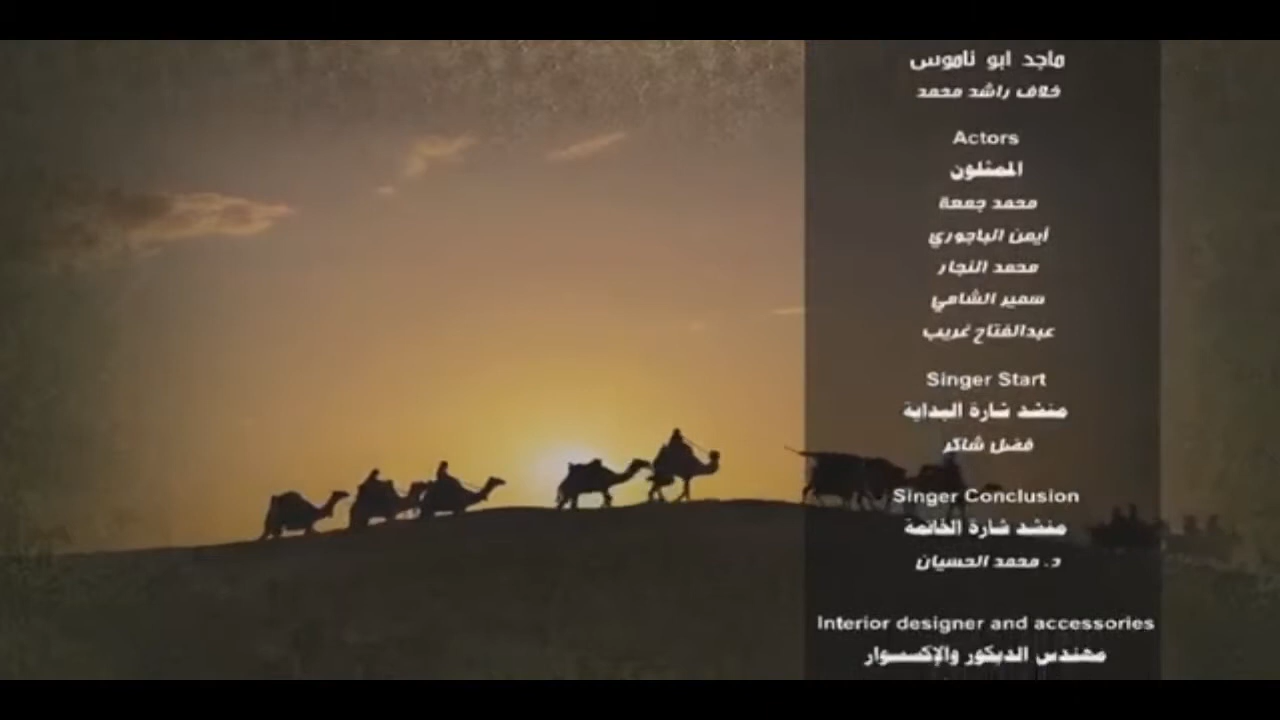 ماجد ابو ناموس
خلاف راشد محمد
Actors
الممثلون
محمد جمعة
أيمن الباجوري
محمد النجار
سمير الشامي
عبدالفتاح غريب
Singer Start
منشد شارة البداية
فضل شاكر
Singer Conclusion
منشد شارة الخاتمة
د. محمد الحسيان
Interior designer and accessories
مهندس الديكور والإكسسوار